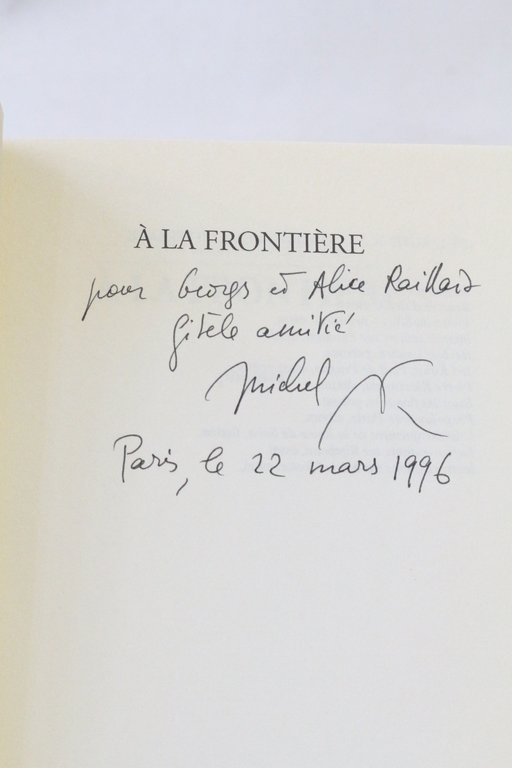 À LA FRONTIÈRE
pour Georges et Alice Raillard
fidèle amitié
Michel
Paris, le 22 mars 1996